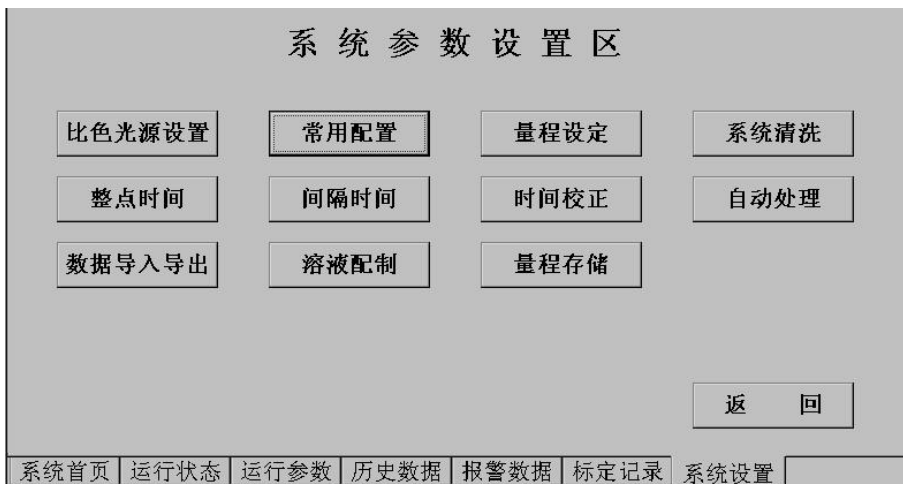 系统参数设置区
比色光源设置 常用配置 量程设定 系统清洗
整点时间 间隔时间 时间校正 自动处理
数据导入导出 溶液配制 量程存储
返 回
系统首页 运行状态 运行参数 历史数据 报警数据 标定记录 系统设置